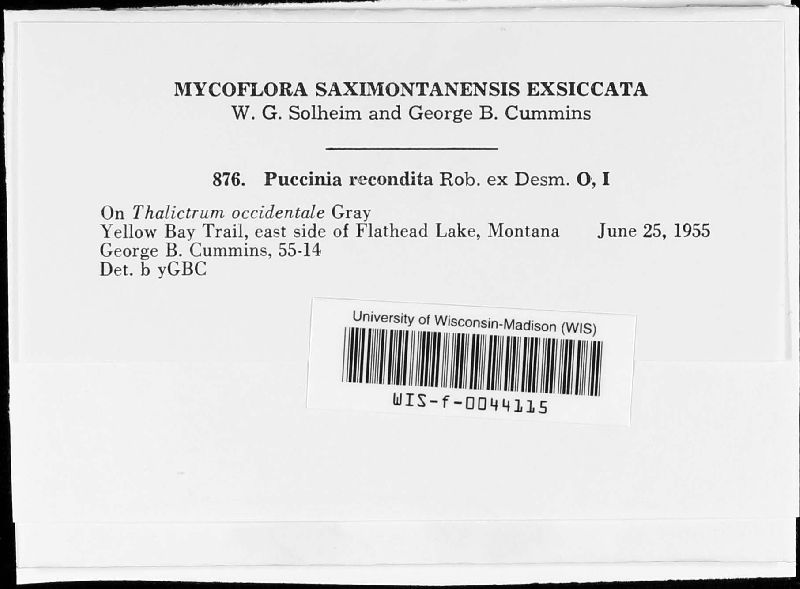 MYCOFLORA SAXIMONTANENSIS EXSICCATA
W. G. Solheim and George B. Cummins
876. Puccinia recondita Rob. ex Desm. O, I
On Thalictrum occidentale Gray
Yellow Bay Trail, east side of Flathead Lake, Montana June 25, 1955
George B. Cummins, 55-14
Det. b yGBC
University of Wisconsin-Madison (WIS)
WIS-f-0044115